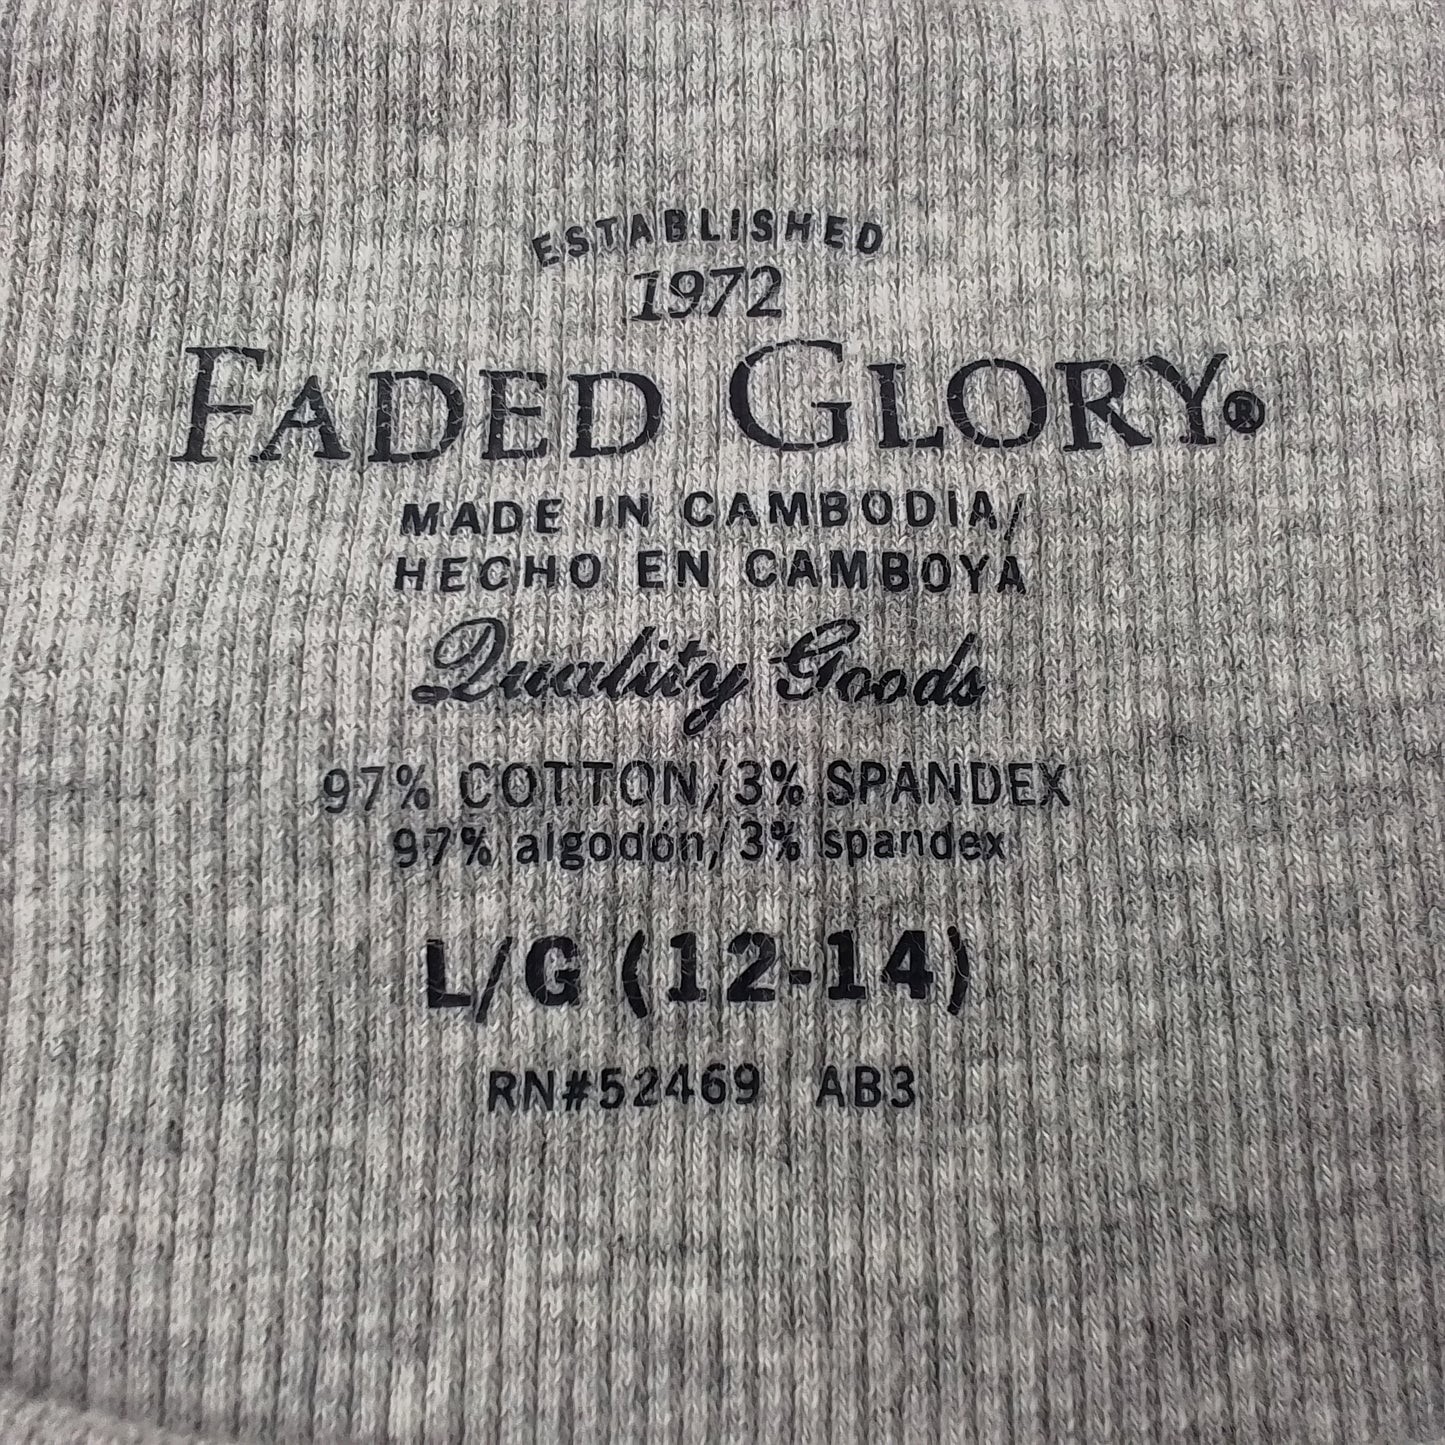 ESTABLISHED
1972
FADED GLORY®
MADE IN CAMBODIA/
HECHO EN CAMBOYA
Quality Goods
97% COTTON/3% SPANDEX
97% algodón/3% spandex
L/G (12-14)
RN#52469 AB3